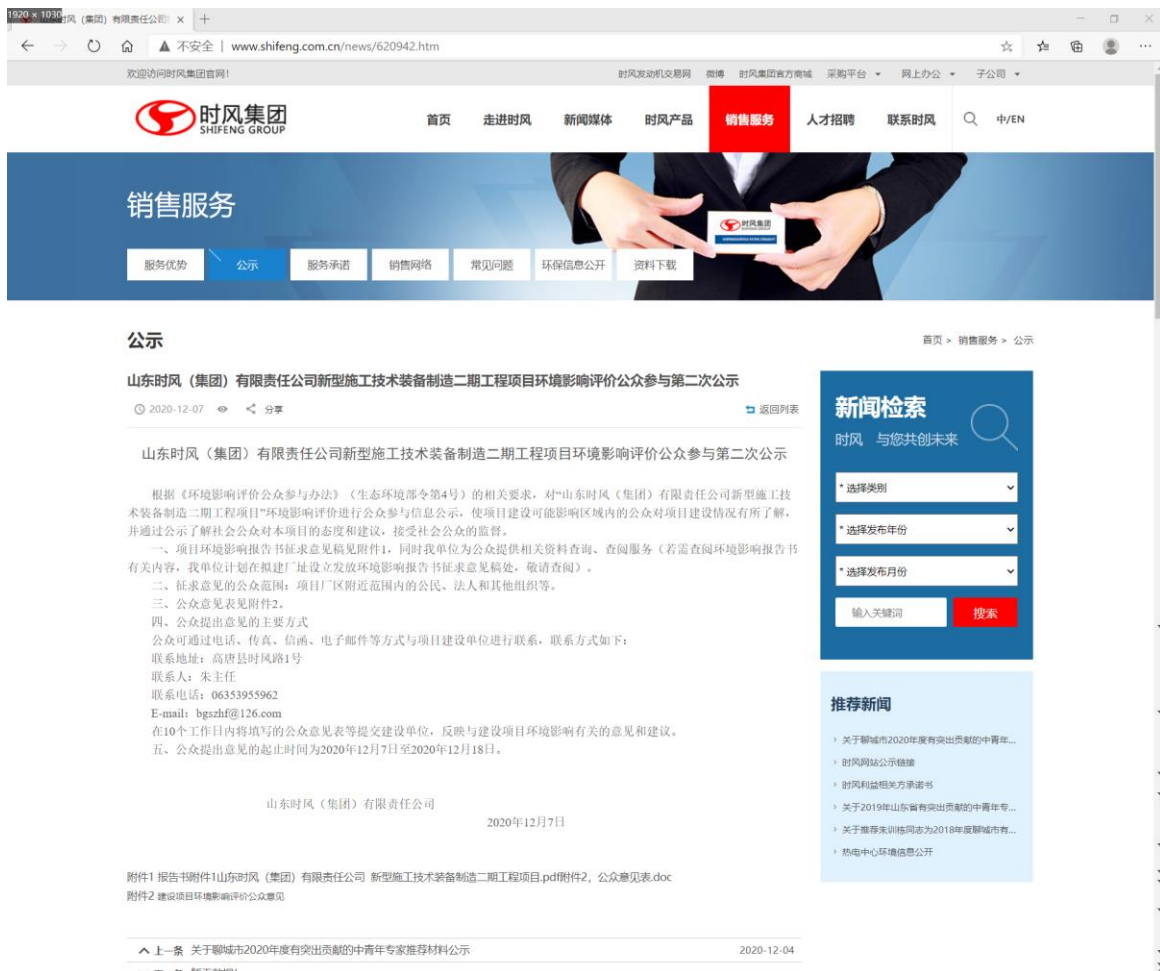 1920 × 1030
时风（集团）有限责任公司
不安全 | www.shifeng.com.cn/news/620942.htm
欢迎访问时风集团官网!
时风发动机交易网 微博 时风集团官方商城 采购平台 网上办公 子公司
时风集团
SHIFENG GROUP
首页 走进时风 新闻媒体 时风产品 销售服务 人才招聘 联系时风 中/EN
销售服务
时风集团
服务优势 公示 服务承诺 销售网络 常见问题 环保信息公开 资料下载
公示
首页 > 销售服务 > 公示
山东时风（集团）有限责任公司新型施工技术装备制造二期工程项目环境影响评价公众参与第二次公示
2020-12-07 分享 返回列表
山东时风（集团）有限责任公司新型施工技术装备制造二期工程项目环境影响评价公众参与第二次公示
根据《环境影响评价公众参与办法》（生态环境部令第4号）的相关要求，对“山东时风（集团）有限责任公司新型施工技
术装备制造二期工程项目”环境影响评价进行公众参与信息公示，使项目建设可能影响区域内的公众对项目建设情况有所了解，
并通过公示了解社会公众对本项目的态度和建议，接受社会公众的监督。
一、项目环境影响报告书征求意见稿见附件1，同时我单位为公众提供相关资料查询、查阅服务（若需查阅环境影响报告书
有关内容，我单位计划在拟建厂址设立发放环境影响报告书征求意见稿处，敬请查阅）。
二、征求意见的公众范围：项目厂区附近范围内的公民、法人和其他组织等。
三、公众意见表见附件2。
四、公众提出意见的主要方式
公众可通过电话、传真、信函、电子邮件等方式与项目建设单位进行联系，联系方式如下：
联系地址：高唐县时风路1号
联系人：朱主任
联系电话：06353955962
E-mail：bgszhf@126.com
在10个工作日内将填写的公众意见表等提交建设单位，反映与建设项目环境影响有关的意见和建议。
五、公众提出意见的起止时间为2020年12月7日至2020年12月18日。
山东时风（集团）有限责任公司
2020年12月7日
附件1 报告书附件1山东时风（集团）有限责任公司 新型施工技术装备制造二期工程项目.pdf附件2，公众意见表.doc
附件2 建设项目环境影响评价公众意见
上一条 关于聊城市2020年度有突出贡献的中青年专家推荐材料公示 2020-12-04
新闻检索
时风 与您共创未来
* 选择类别
* 选择发布年份
* 选择发布月份
输入关键词 搜索
推荐新闻
关于聊城市2020年度有突出贡献的中青年...
时风网站公示链接
时风利益相关方承诺书
关于2019年山东省有突出贡献的中青年专...
关于推荐朱训栋同志为2018年度聊城市有...
热电中心环境信息公开